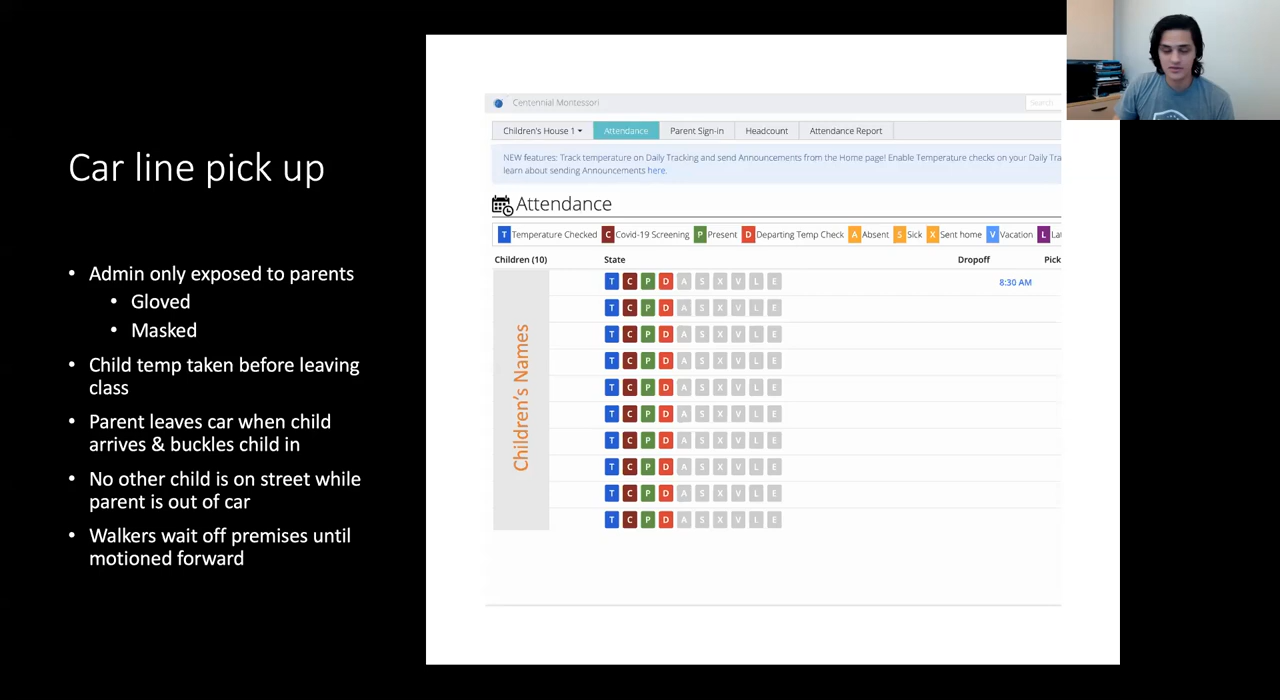 Car line pick up
• Admin only exposed to parents
• Gloved
• Masked
• Child temp taken before leaving
class
• Parent leaves car when child
arrives & buckles child in
• No other child is on street while
parent is out of car
• Walkers wait off premises until
motioned forward
Centennial Montessori
Search
Children's House 1
Attendance
Parent Sign-in
Headcount
Attendance Report
NEW features: Track temperature on Daily Tracking and send Announcements from the Home page! Enable Temperature checks on your Daily Tra
learn about sending Announcements here.
Attendance
T Temperature Checked C Covid-19 Screening P Present D Departing Temp Check A Absent S Sick X Sent home V Vacation L Lat
Children (10) State Dropoff Pick
T C P D A S X V L E 8:30 AM
T C P D A S X V L E
T C P D A S X V L E
T C P D A S X V L E
T C P D A S X V L E
T C P D A S X V L E
T C P D A S X V L E
T C P D A S X V L E
T C P D A S X V L E
T C P D A S X V L E
Children's Names